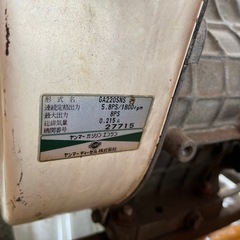 形式名 GA220SNS
連続定格出力 5.8PS/1800rpm
最大出力 8PS
総排気量 0.215ℓ
機関番号 27715
ヤンマーガソリンエンジン
ヤンマーディーゼル株式会社